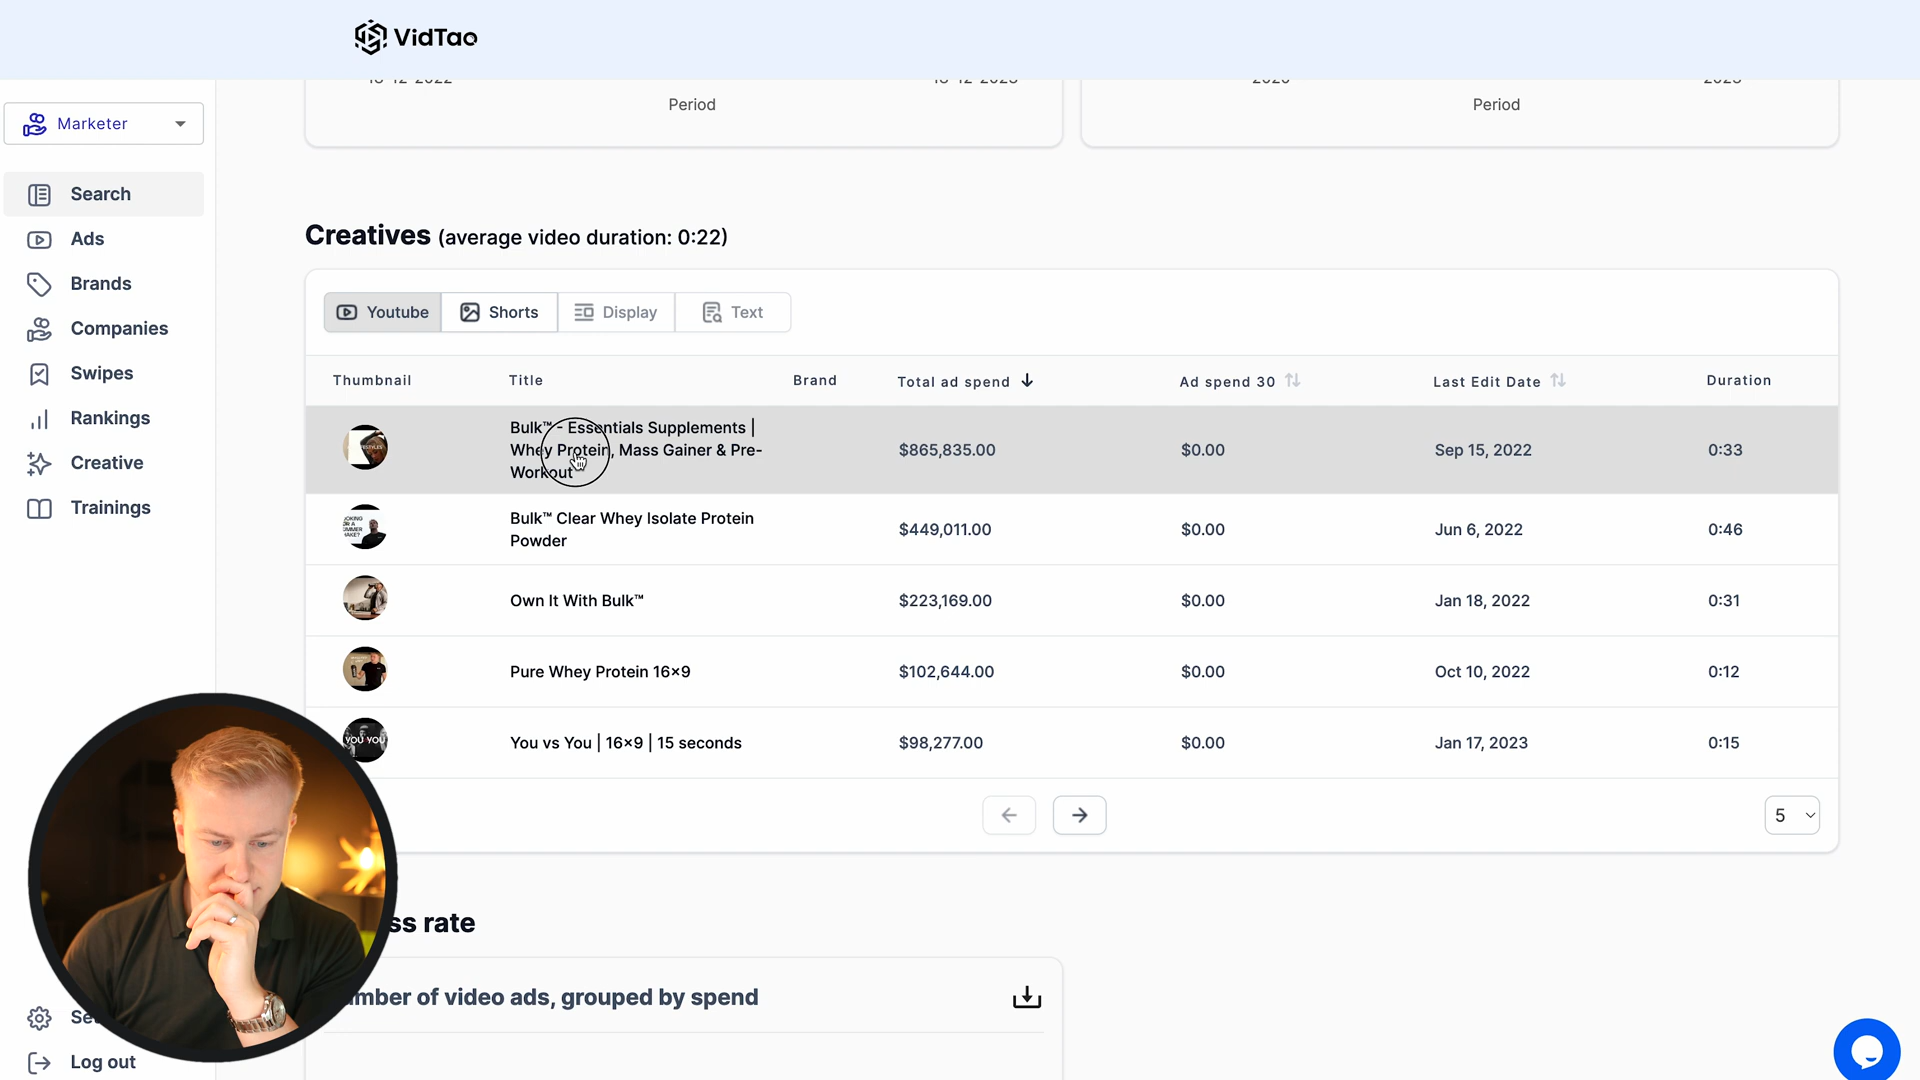 VidTao
Period
Period
Marketer
Search
Ads
Brands
Companies
Swipes
Rankings
Creative
Trainings
Log out
Creatives (average video duration: 0:22)
Youtube Shorts Display Text
Thumbnail Title Brand Total ad spend Ad spend 30 Last Edit Date Duration
Bulk™ - Essentials Supplements |
Whey Protein, Mass Gainer & Pre-
Workout
$865,835.00 $0.00 Sep 15, 2022 0:33
Bulk™ Clear Whey Isolate Protein
Powder
$449,011.00 $0.00 Jun 6, 2022 0:46
Own It With Bulk™ $223,169.00 $0.00 Jan 18, 2022 0:31
Pure Whey Protein 16x9 $102,644.00 $0.00 Oct 10, 2022 0:12
YOU YOU
You vs You | 16x9 | 15 seconds $98,277.00 $0.00 Jan 17, 2023 0:15
5
rate
of video ads, grouped by spend